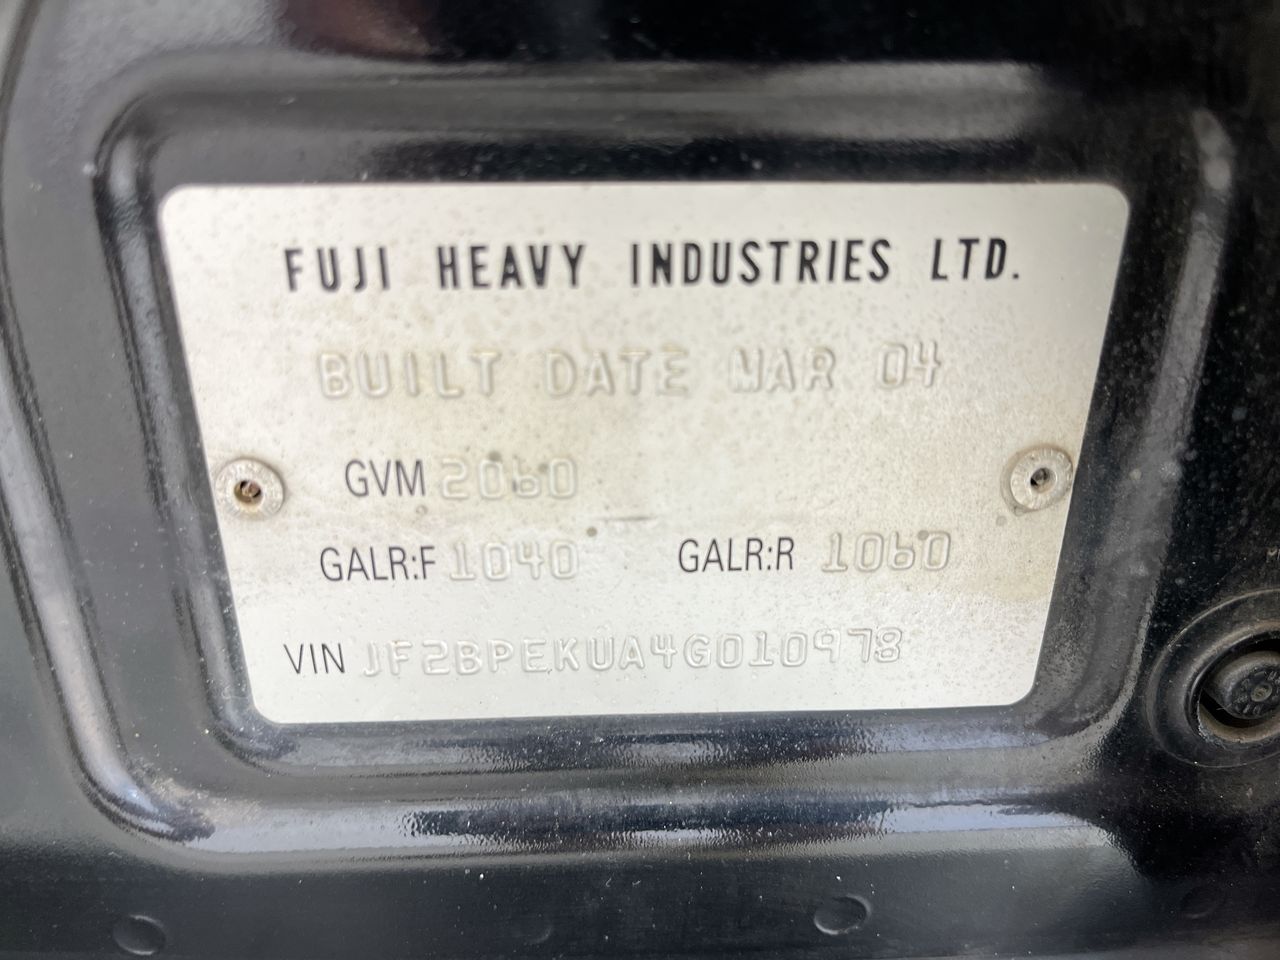 FUJI HEAVY INDUSTRIES LTD.
BUILT DATE MAR 04
GVM 2060
GALR:F 1040 GALR:R 1060
VIN JF2BPEKUA4G010978